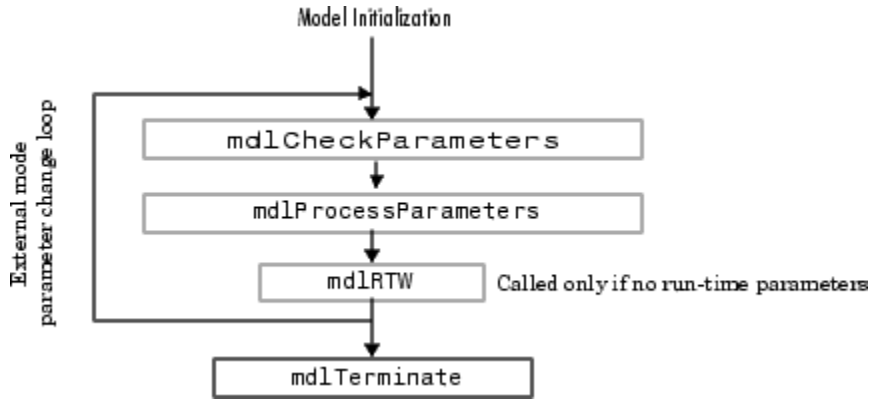 Model Initialization
External mode
parameter change loop
mdlCheckParameters
mdlProcessParameters
mdlRTW
Called only if no run-time parameters
mdlTerminate